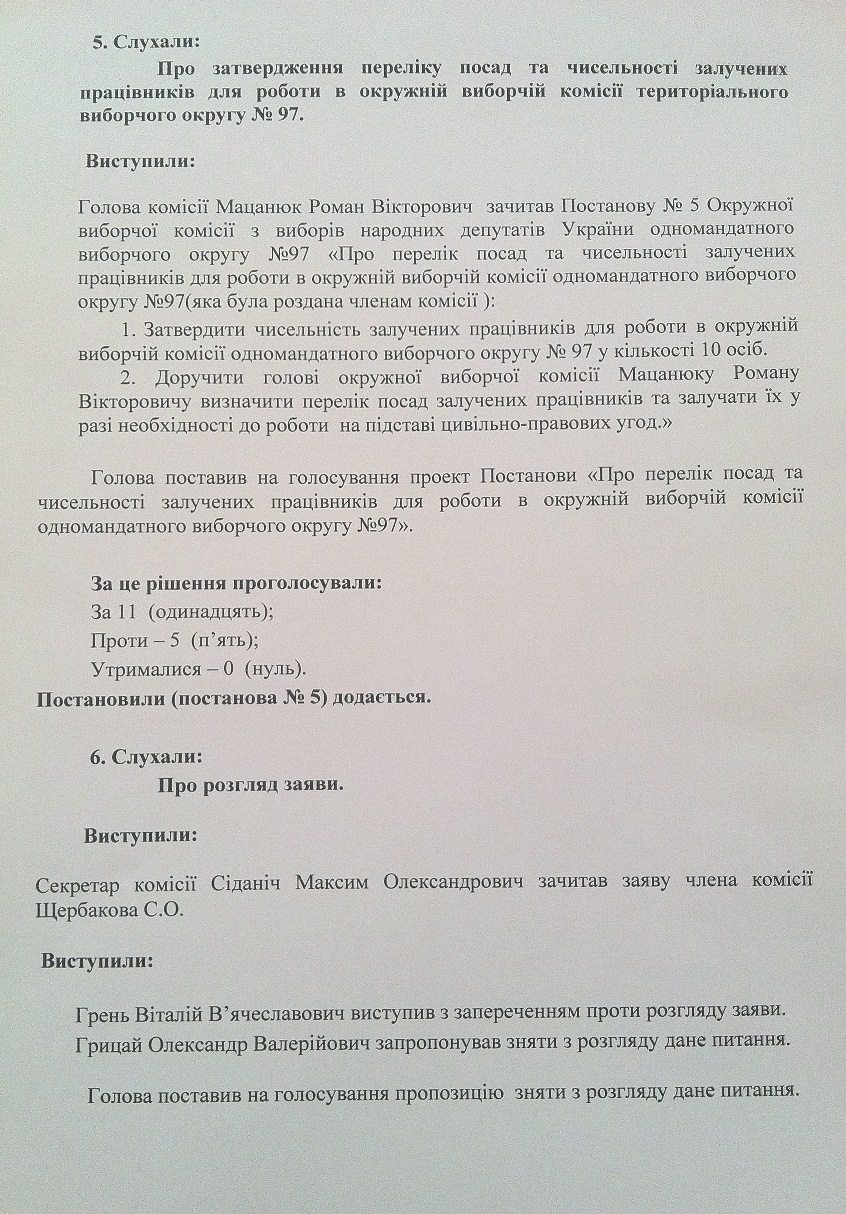 5. Слухали:
Про затвердження переліку посад та чисельності залучених
працівників для роботи в окружній виборчій комісії територіального
виборчого округу № 97.
Виступили:
Голова комісії Мацанюк Роман Вікторович зачитав Постанову № 5 Окружної
виборчої комісії з виборів народних депутатів України одномандатного
виборчого округу №97 «Про перелік посад та чисельності залучених
працівників для роботи в окружній виборчій комісії одномандатного виборчого
округу №97(яка була роздана членам комісії ):
1. Затвердити чисельність залучених працівників для роботи в окружній
виборчій комісії одномандатного виборчого округу № 97 у кількості 10 осіб.
2. Доручити голові окружної виборчої комісії Мацанюку Роману
Вікторовичу визначити перелік посад залучених працівників та залучати їх у
разі необхідності до роботи на підставі цивільно-правових угод.»
Голова поставив на голосування проект Постанови «Про перелік посад та
чисельності залучених працівників для роботи в окружній виборчій комісії
одномандатного виборчого округу №97».
За це рішення проголосували:
За 11 (одинадцять);
Проти – 5 (п’ять);
Утрималися – 0 (нуль).
Постановили (постанова № 5) додається.
6. Слухали:
Про розгляд заяви.
Виступили:
Секретар комісії Сіданіч Максим Олександрович зачитав заяву члена комісії
Щербакова С.О.
Виступили:
Грень Віталій В’ячеславович виступив з запереченням проти розгляду заяви.
Грицай Олександр Валерійович запропонував зняти з розгляду дане питання.
Голова поставив на голосування пропозицію зняти з розгляду дане питання.